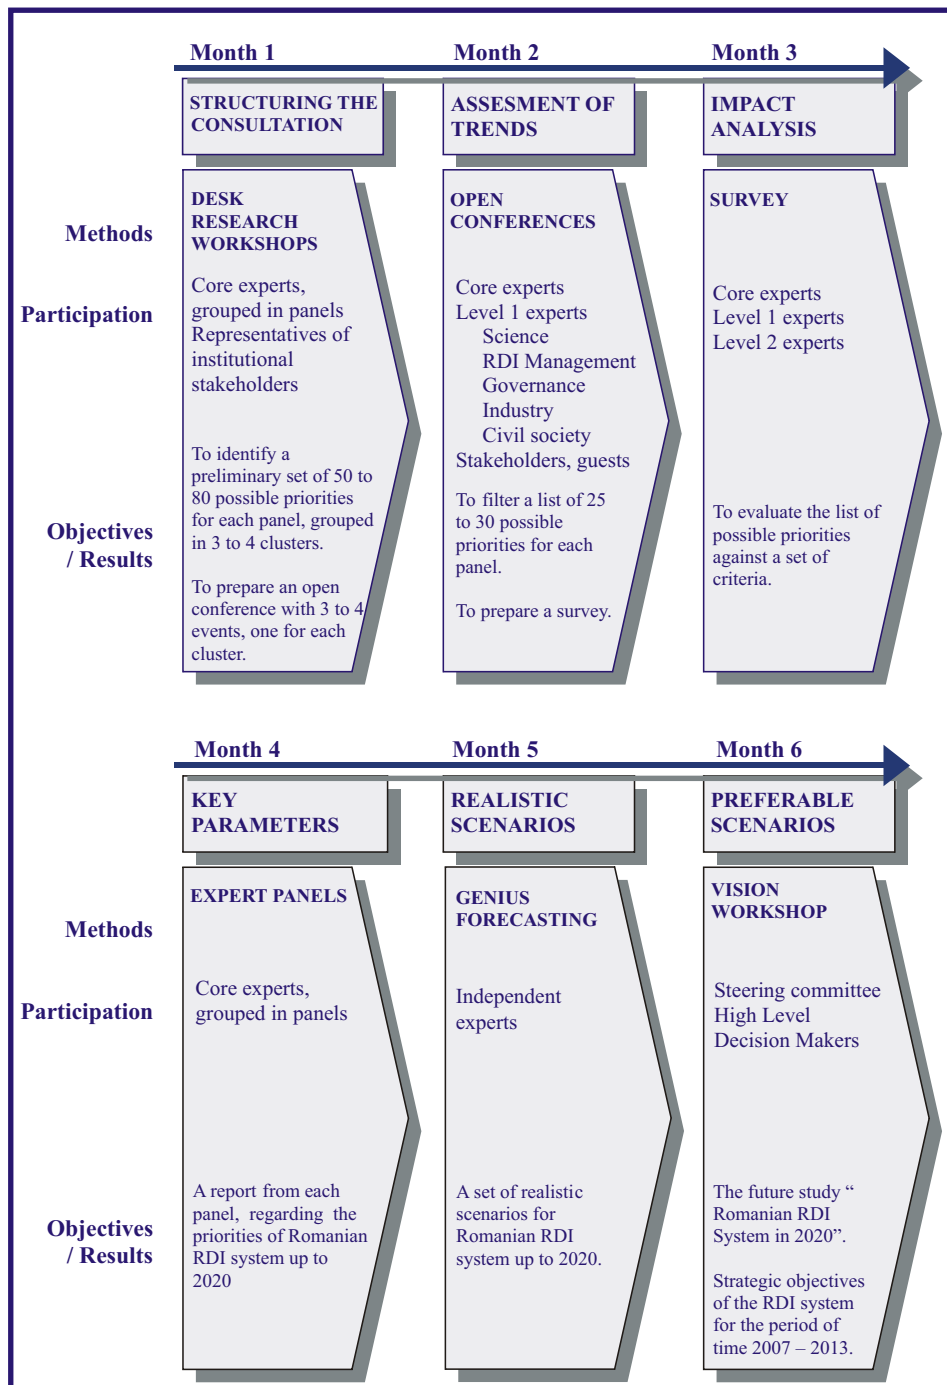 Month 1
Month 2
Month 3
STRUCTURING THE
CONSULTATION
ASSESMENT OF
TRENDS
IMPACT
ANALYSIS
Methods
DESK
RESEARCH
WORKSHOPS
OPEN
CONFERENCES
SURVEY
Participation
Core experts,
grouped in panels
Representatives of
institutional
stakeholders
Core experts
Level 1 experts
Science
RDI Management
Governance
Industry
Civil society
Stakeholders, guests
Core experts
Level 1 experts
Level 2 experts
Objectives
/ Results
To identify a
preliminary set of 50 to
80 possible priorities
for each panel, grouped
in 3 to 4 clusters.
To prepare an open
conference with 3 to 4
events, one for each
cluster.
To filter a list of 25
to 30 possible
priorities for each
panel.
To prepare a survey.
To evaluate the list of
possible priorities
against a set of
criteria.
Month 4
Month 5
Month 6
KEY
PARAMETERS
REALISTIC
SCENARIOS
PREFERABLE
SCENARIOS
Methods
EXPERT PANELS
GENIUS
FORECASTING
VISION
WORKSHOP
Participation
Core experts,
grouped in panels
Independent
experts
Steering committee
High Level
Decision Makers
Objectives
/ Results
A report from each
panel, regarding the
priorities of Romanian
RDI system up to
2020
A set of realistic
scenarios for
Romanian RDI
system up to 2020.
The future study “
Romanian RDI
System in 2020”.
Strategic objectives
of the RDI system
for the period of
time 2007 – 2013.